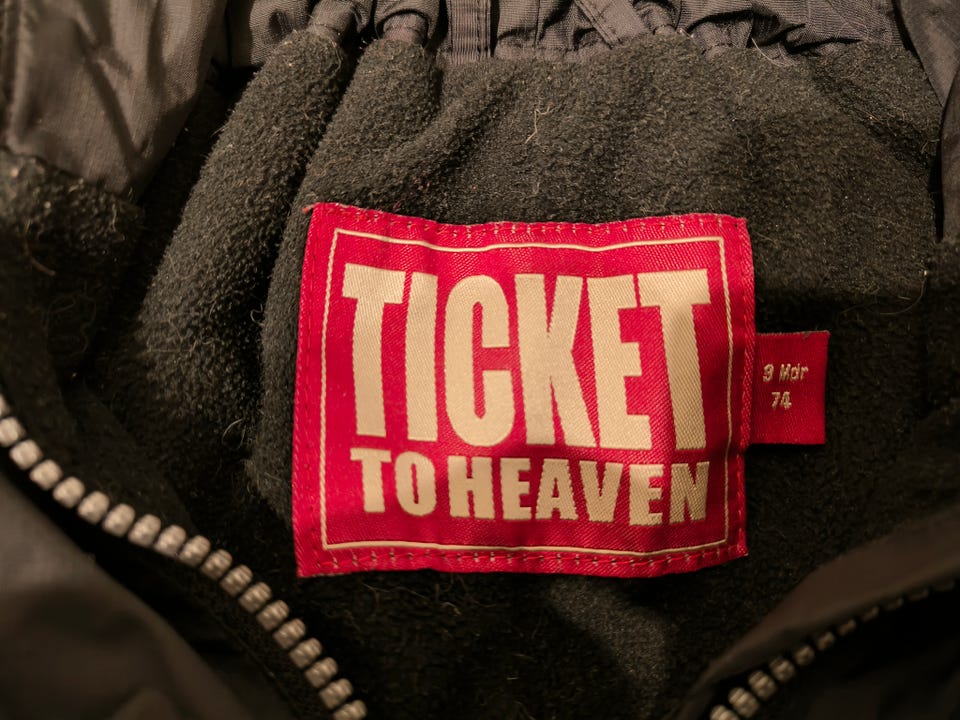 TICKET
TO HEAVEN
9 Mdr
74